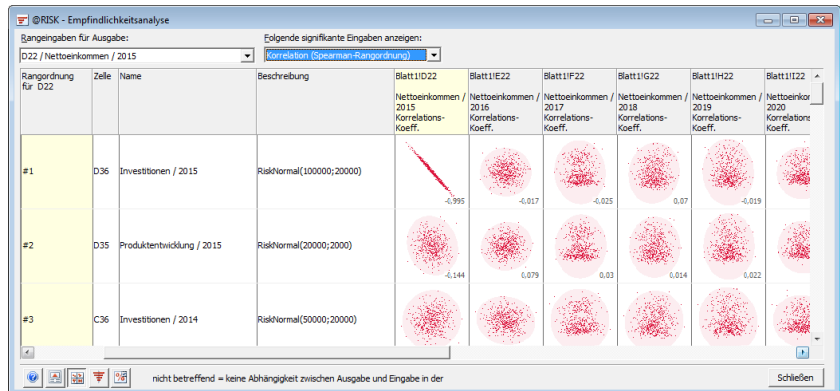 @RISK - Empfindlichkeitsanalyse
Rangeingaben für Ausgabe:
Folgende signifikante Eingaben anzeigen:
D22 / Nettoeinkommen / 2015
Korrelation (Spearman-Rangordnung)
Rangordnung für D22
Zelle
Name
Beschreibung
Blatt1!D22
Blatt1!E22
Blatt1!F22
Blatt1!G22
Blatt1!H22
Blatt1!I22
Nettoeinkommen / 2015 Korrelations-Koeff.
Nettoeinkommen / 2016 Korrelations-Koeff.
Nettoeinkommen / 2017 Korrelations-Koeff.
Nettoeinkommen / 2018 Korrelations-Koeff.
Nettoeinkommen / 2019 Korrelations-Koeff.
Nettoeinkommen 2020 Korrelations Koeff.
#1 D36 Investitionen / 2015 RiskNormal(100000;20000)
-0,995 -0,017 -0,025 0,07 -0,019
#2 D35 Produktentwicklung / 2015 RiskNormal(20000;2000)
-0,144 0,079 0,03 0,014 0,022
#3 C36 Investitionen / 2014 RiskNormal(50000;20000)
nicht betreffend = keine Abhängigkeit zwischen Ausgabe und Eingabe in der
Schließen